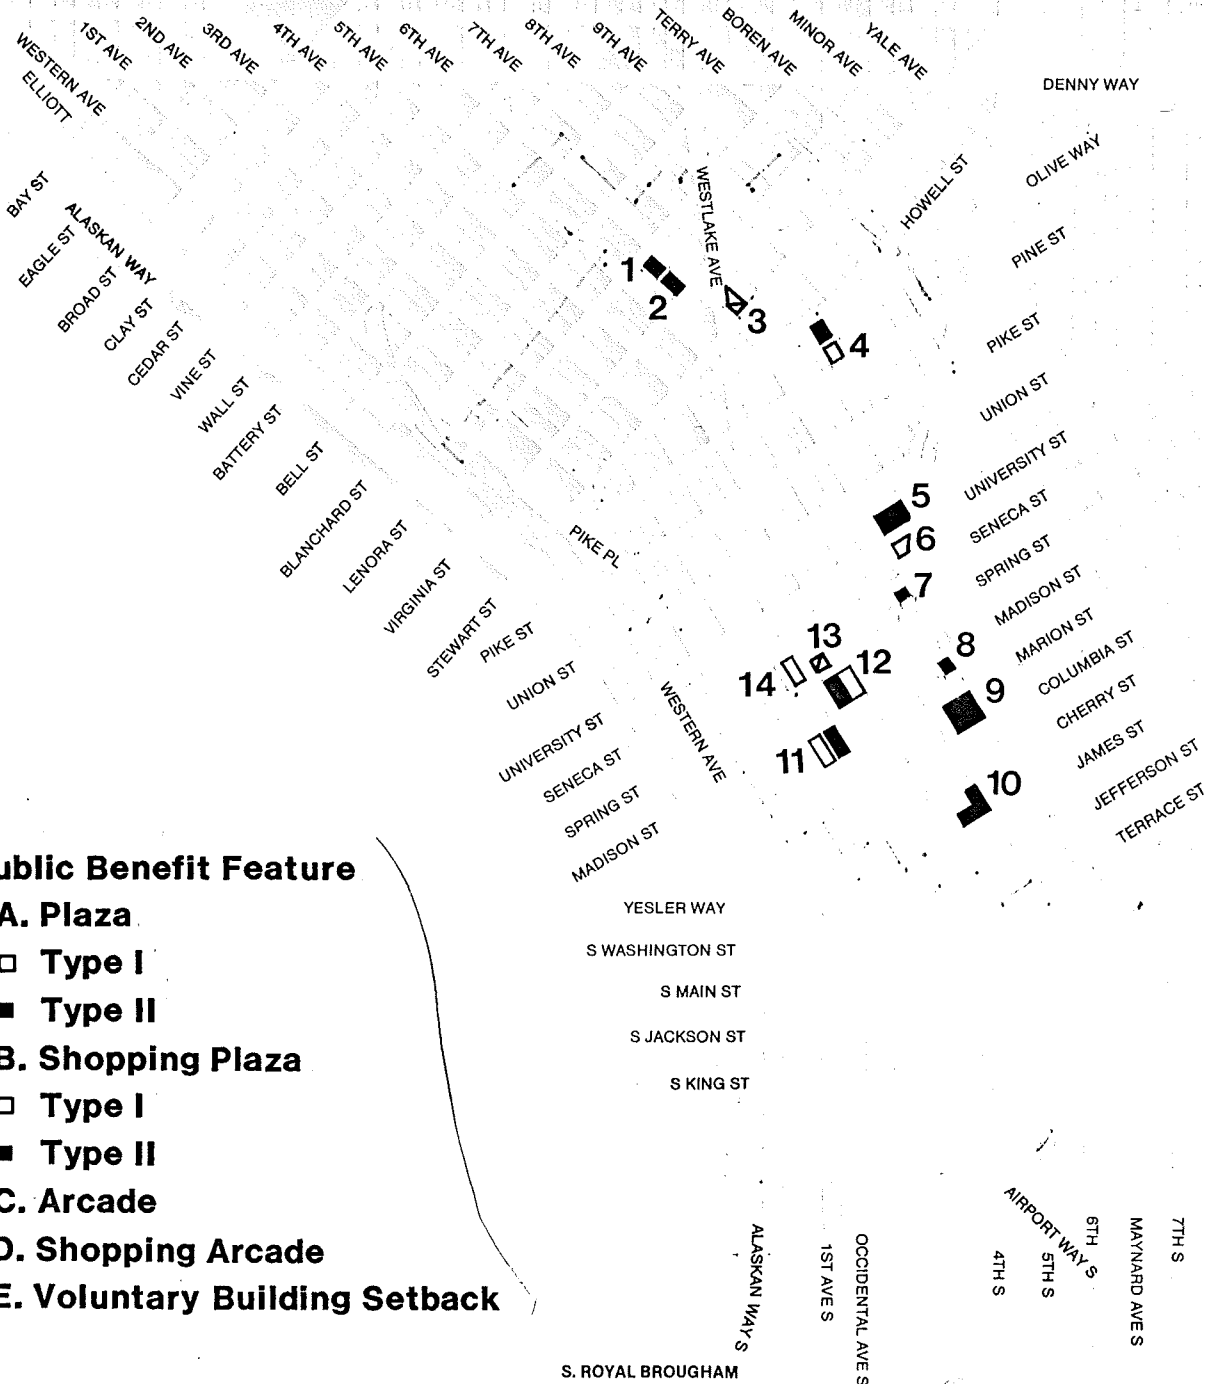 WESTERN AVE
ELLIOTT
1ST AVE
2ND AVE
3RD AVE
4TH AVE
5TH AVE
6TH AVE
7TH AVE
8TH AVE
9TH AVE
TERRY AVE
BOREN AVE
MINOR AVE
YALE AVE
DENNY WAY
OLIVE WAY
HOWELL ST
PINE ST
PIKE ST
UNION ST
UNIVERSITY ST
SENECA ST
SPRING ST
MADISON ST
MARION ST
COLUMBIA ST
CHERRY ST
JAMES ST
JEFFERSON ST
TERRACE ST
WESTLAKE AVE
BAY ST
ALASKAN WAY
EAGLE ST
BROAD ST
CLAY ST
CEDAR ST
VINE ST
WALL ST
BATTERY ST
BELL ST
BLANCHARD ST
LENORA ST
VIRGINIA ST
STEWART ST
PIKE PL
PIKE ST
UNION ST
UNIVERSITY ST
SENECA ST
SPRING ST
MADISON ST
WESTERN AVE
1
2
3
4
5
6
7
8
9
10
11
12
13
14
YESLER WAY
S WASHINGTON ST
S MAIN ST
S JACKSON ST
S KING ST
ublic Benefit Feature
A. Plaza
Type I
Type II
B. Shopping Plaza
Type I
Type II
C. Arcade
D. Shopping Arcade
E. Voluntary Building Setback
ALASKAN WAY S
1ST AVE S
OCCIDENTAL AVE S
4TH S
5TH S
AIRPORT WAY S
6TH
MAYNARD AVE S
7TH S
S. ROYAL BROUGHAM